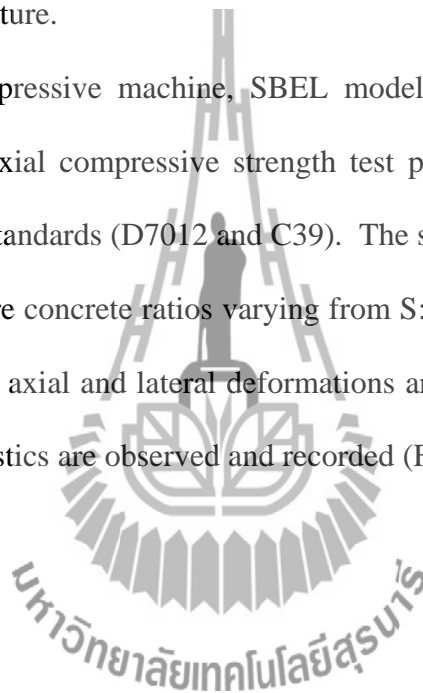 ture.
pressive machine, SBEL model
xial compressive strength test p
tandards (D7012 and C39). The s
re concrete ratios varying from S:
axial and lateral deformations ar
stics are observed and recorded (F
มหาวิทยาลัยเทคโนโลยีสุรนารี